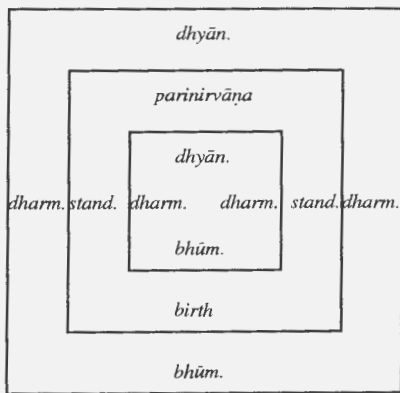 dhyān.
parinirvāṇa
dhyān.
dharm. stand. dharm. dharm. stand. dharm.
bhūm.
birth
bhūm.